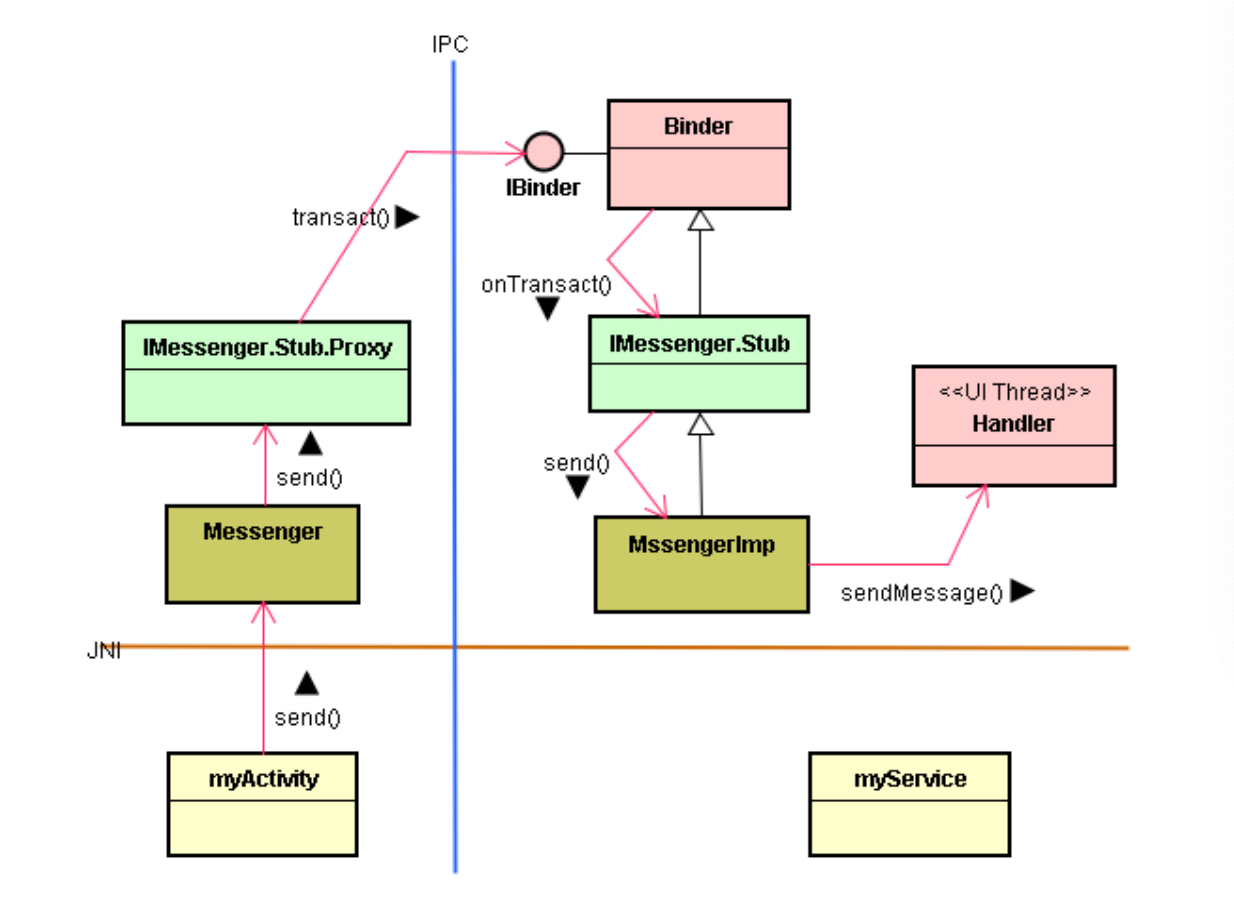 IPC
Binder
IBinder
transact()
onTransact()
IMessenger.Stub.Proxy
IMessenger.Stub
<<UI Thread>>
Handler
send()
send()
Messenger
MssengerImp
sendMessage()
JNI
send()
myActivity
myService